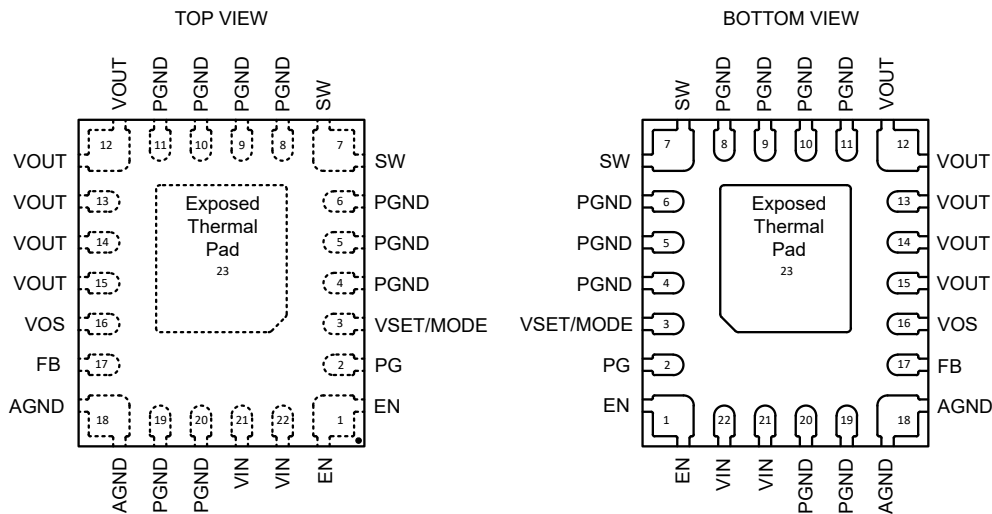 TOP VIEW
VOUT
PGND
PGND
PGND
PGND
SW
VOUT
12
11
10
9
8
7
SW
VOUT
13
6
PGND
VOUT
14
5
PGND
VOUT
15
4
PGND
VOS
16
3
VSET/MODE
FB
17
2
PG
AGND
18
19
20
21
22
1
EN
AGND
PGND
PGND
VIN
VIN
EN
Exposed
Thermal
Pad
23
BOTTOM VIEW
SW
PGND
PGND
PGND
PGND
VOUT
SW
7
8
9
10
11
12
VOUT
PGND
6
13
VOUT
PGND
5
14
VOUT
PGND
4
15
VOUT
VSET/MODE
3
16
VOS
PG
2
17
FB
EN
1
22
21
20
19
18
AGND
EN
VIN
VIN
PGND
PGND
AGND
Exposed
Thermal
Pad
23